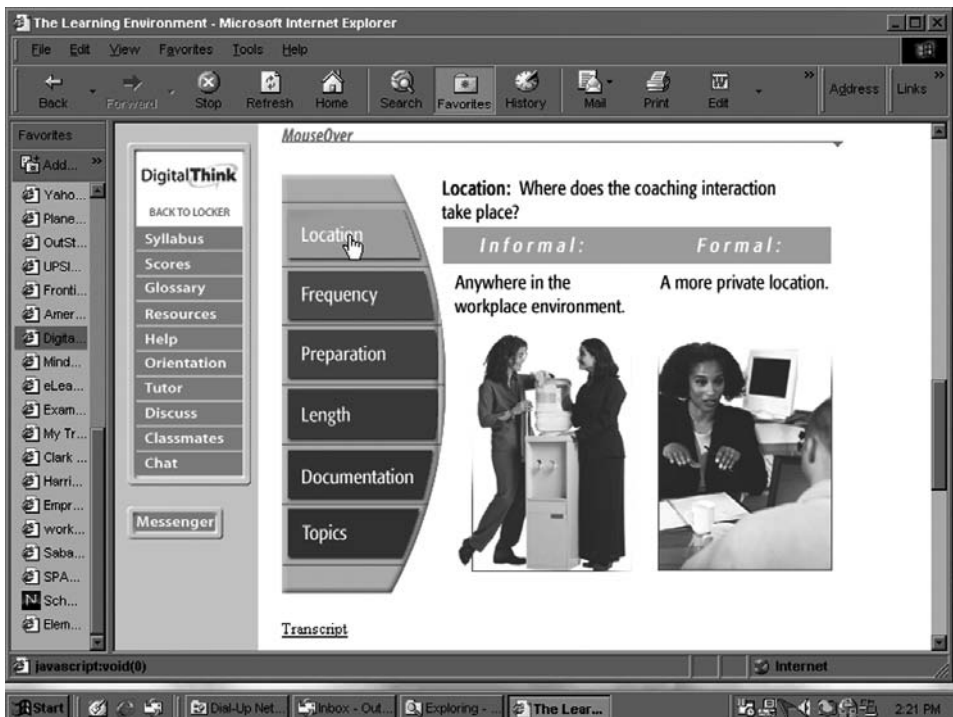 The Learning Environment - Microsoft Internet Explorer
File Edit View Favorites Tools Help
Back Forward Stop Refresh Home Search Favorites History Mail Print Edit » Address Links »
Favorites
Add... »
Yaho...
Plane...
OutSt...
UPSI...
Fronti...
Amer...
Digita...
Mind...
eLea...
Exam...
My Tr...
Clark ...
Harri...
Empr...
work...
Saba...
SPA...
Sch...
Elem...
DigitalThink
BACK TO LOCKER
Syllabus
Scores
Glossary
Resources
Help
Orientation
Tutor
Discuss
Classmates
Chat
Messenger
MouseOver
Location
Frequency
Preparation
Length
Documentation
Topics
Location: Where does the coaching interaction
take place?
Informal: Formal:
Anywhere in the A more private location.
workplace environment.
Transcript
javascript:void(0) Internet
Start Dial-Up Net... Inbox - Out... Exploring - ... The Lear... 2:21 PM